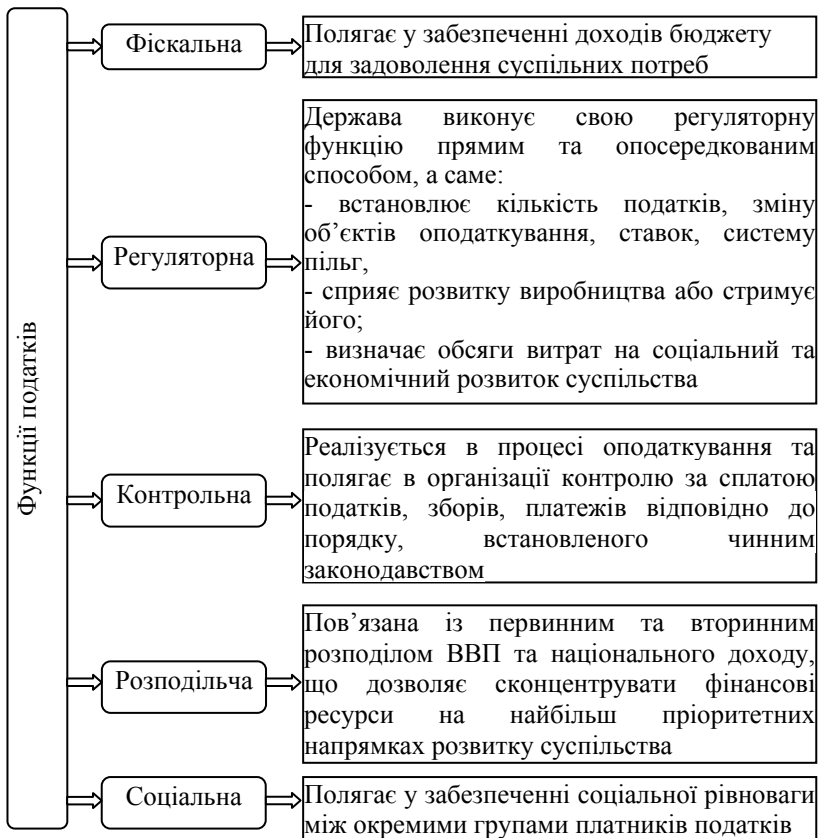 Функції податків
Фіскальна
Полягає у забезпеченні доходів бюджету
для задоволення суспільних потреб
Регуляторна
Держава виконує свою регуляторну
функцію прямим та опосередкованим
способом, а саме:
- встановлює кількість податків, зміну
об’єктів оподаткування, ставок, систему
пільг,
- сприяє розвитку виробництва або стримує
його;
- визначає обсяги витрат на соціальний та
економічний розвиток суспільства
Контрольна
Реалізується в процесі оподаткування та
полягає в організації контролю за сплатою
податків, зборів, платежів відповідно до
порядку, встановленого чинним
законодавством
Розподільча
Пов’язана із первинним та вторинним
розподілом ВВП та національного доходу,
що дозволяє сконцентрувати фінансові
ресурси на найбільш пріоритетних
напрямках розвитку суспільства
Соціальна
Полягає у забезпеченні соціальної рівноваги
між окремими групами платників податків